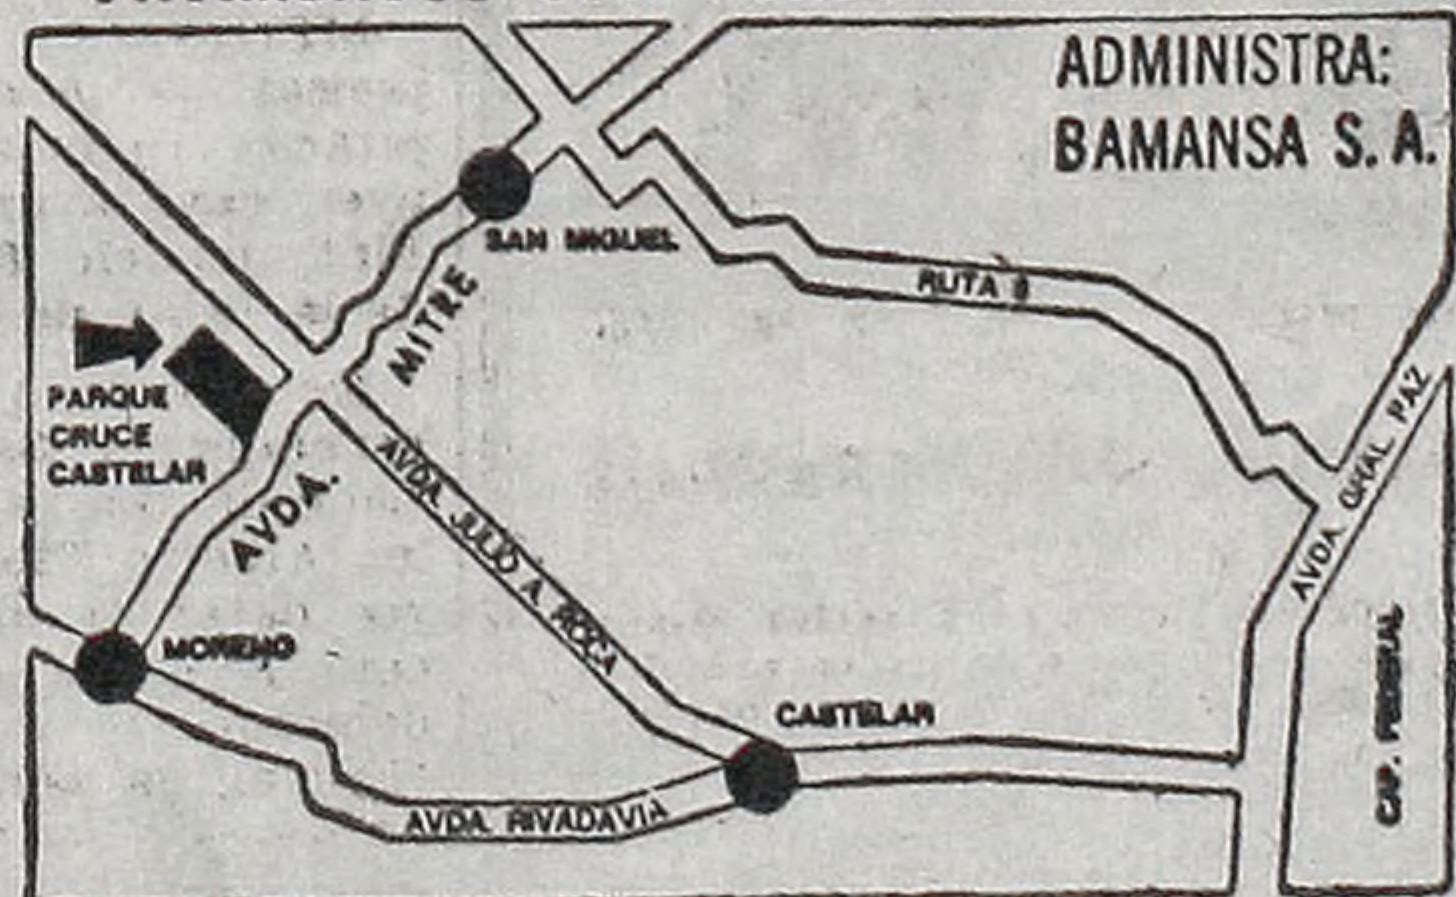 ADMINISTRA:
BAMANSA S. A.
SAN MIGUEL
RUTA 8
MITRE
AVDA.
PARQUE
CRUCE
CASTELAR
AVDA. JULIO A. ROCA
AVDA. GRAL. PAZ
MORENO
CASTELAR
AVDA. RIVADAVIA
CAP. FEDERAL